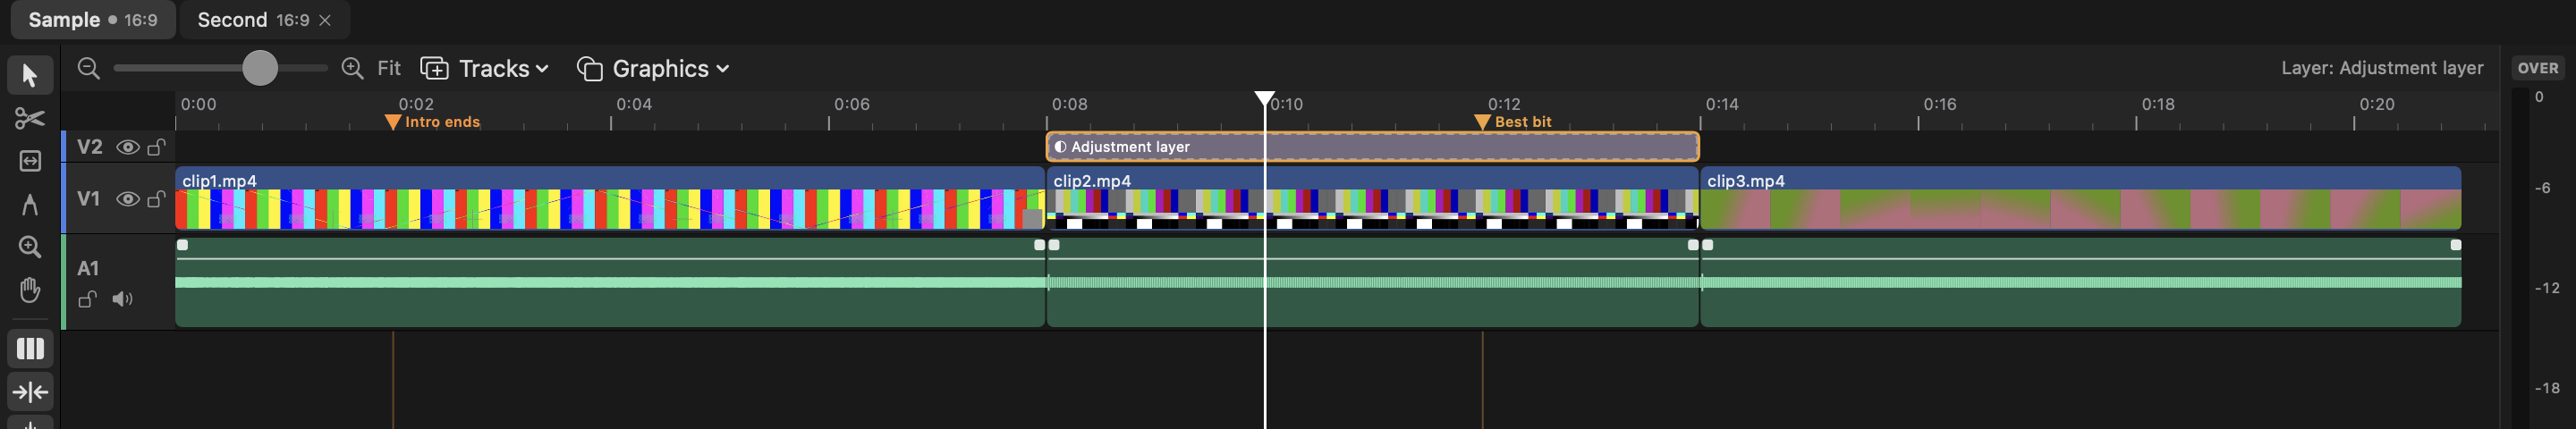 Sample 16:9
Second 16:9
Fit
Tracks
Graphics
Layer: Adjustment layer
OVER
0:00
0:02
0:04
0:06
0:08
0:10
0:12
0:14
0:16
0:18
0:20
0
Intro ends
Best bit
V2
Adjustment layer
V1
clip1.mp4
clip2.mp4
clip3.mp4
-6
A1
-12
-18